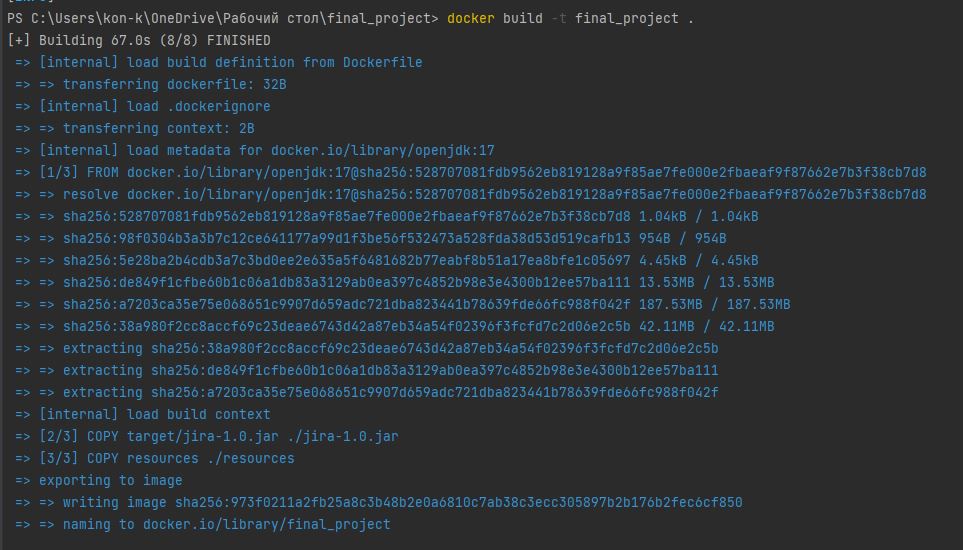 PS C:\Users\kon-k\OneDrive\Рабочий стол\final_project> docker build -t final_project .
[+] Building 67.0s (8/8) FINISHED
=> [internal] load build definition from Dockerfile
=> => transferring dockerfile: 32B
=> [internal] load .dockerignore
=> => transferring context: 2B
=> [internal] load metadata for docker.io/library/openjdk:17
=> [1/3] FROM docker.io/library/openjdk:17@sha256:528707081fdb9562eb819128a9f85ae7fe000e2fbaeaf9f87662e7b3f38cb7d8
=> => resolve docker.io/library/openjdk:17@sha256:528707081fdb9562eb819128a9f85ae7fe000e2fbaeaf9f87662e7b3f38cb7d8
=> => sha256:528707081fdb9562eb819128a9f85ae7fe000e2fbaeaf9f87662e7b3f38cb7d8 1.04kB / 1.04kB
=> => sha256:98f0304b3a3b7c12ce641177a99d1f3be56f532473a528fda38d53d519cafb13 954B / 954B
=> => sha256:5e28ba2b4cdb3a7c3bd0ee2e635a5f6481682b77eabf8b51a17ea8bfe1c05697 4.45kB / 4.45kB
=> => sha256:de849f1cfbe60b1c06a1db83a3129ab0ea397c4852b98e3e4300b12ee57ba111 13.53MB / 13.53MB
=> => sha256:a7203ca35e75e068651c9907d659adc721dba823441b78639fde66fc988f042f 187.53MB / 187.53MB
=> => sha256:38a980f2cc8accf69c23deae6743d42a87eb34a54f02396f3fcfd7c2d06e2c5b 42.11MB / 42.11MB
=> => extracting sha256:38a980f2cc8accf69c23deae6743d42a87eb34a54f02396f3fcfd7c2d06e2c5b
=> => extracting sha256:de849f1cfbe60b1c06a1db83a3129ab0ea397c4852b98e3e4300b12ee57ba111
=> => extracting sha256:a7203ca35e75e068651c9907d659adc721dba823441b78639fde66fc988f042f
=> [internal] load build context
=> [2/3] COPY target/jira-1.0.jar ./jira-1.0.jar
=> [3/3] COPY resources ./resources
=> exporting to image
=> => writing image sha256:973f0211a2fb25a8c3b48b2e0a6810c7ab38c3ecc305897b2b176b2fec6cf850
=> => naming to docker.io/library/final_project